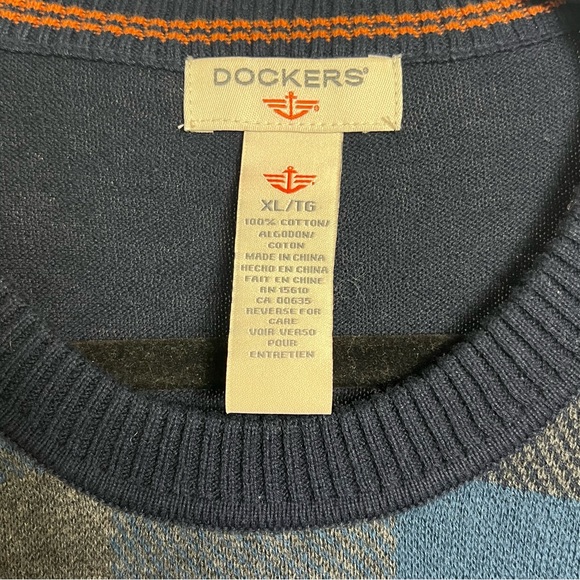 DOCKERS®
XL/TG
100% COTTON/
ALGODON/
COTON
MADE IN CHINA
HECHO EN CHINA
FAIT EN CHINE
RN 15610
CA 00635
REVERSE FOR
CARE
VOIR VERSO
POUR
ENTRETIEN